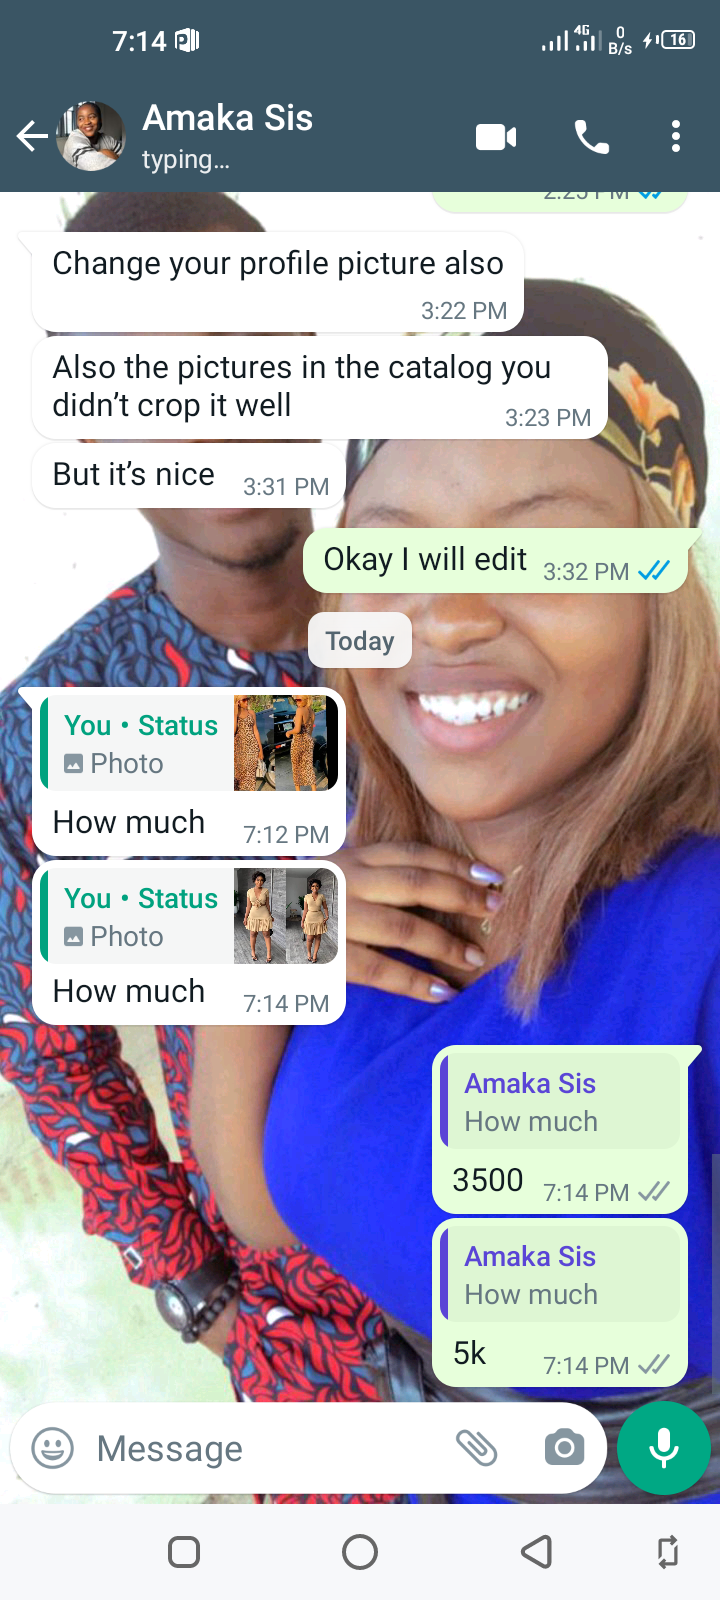 7:14
4G 0 B/s 16
Amaka Sis
typing...
2:25 PM
Change your profile picture also
3:22 PM
Also the pictures in the catalog you
didn't crop it well
3:23 PM
But it's nice 3:31 PM
Okay I will edit 3:32 PM
Today
You • Status
Photo
How much 7:12 PM
You • Status
Photo
How much 7:14 PM
Amaka Sis
How much
3500 7:14 PM
Amaka Sis
How much
5k 7:14 PM
Message